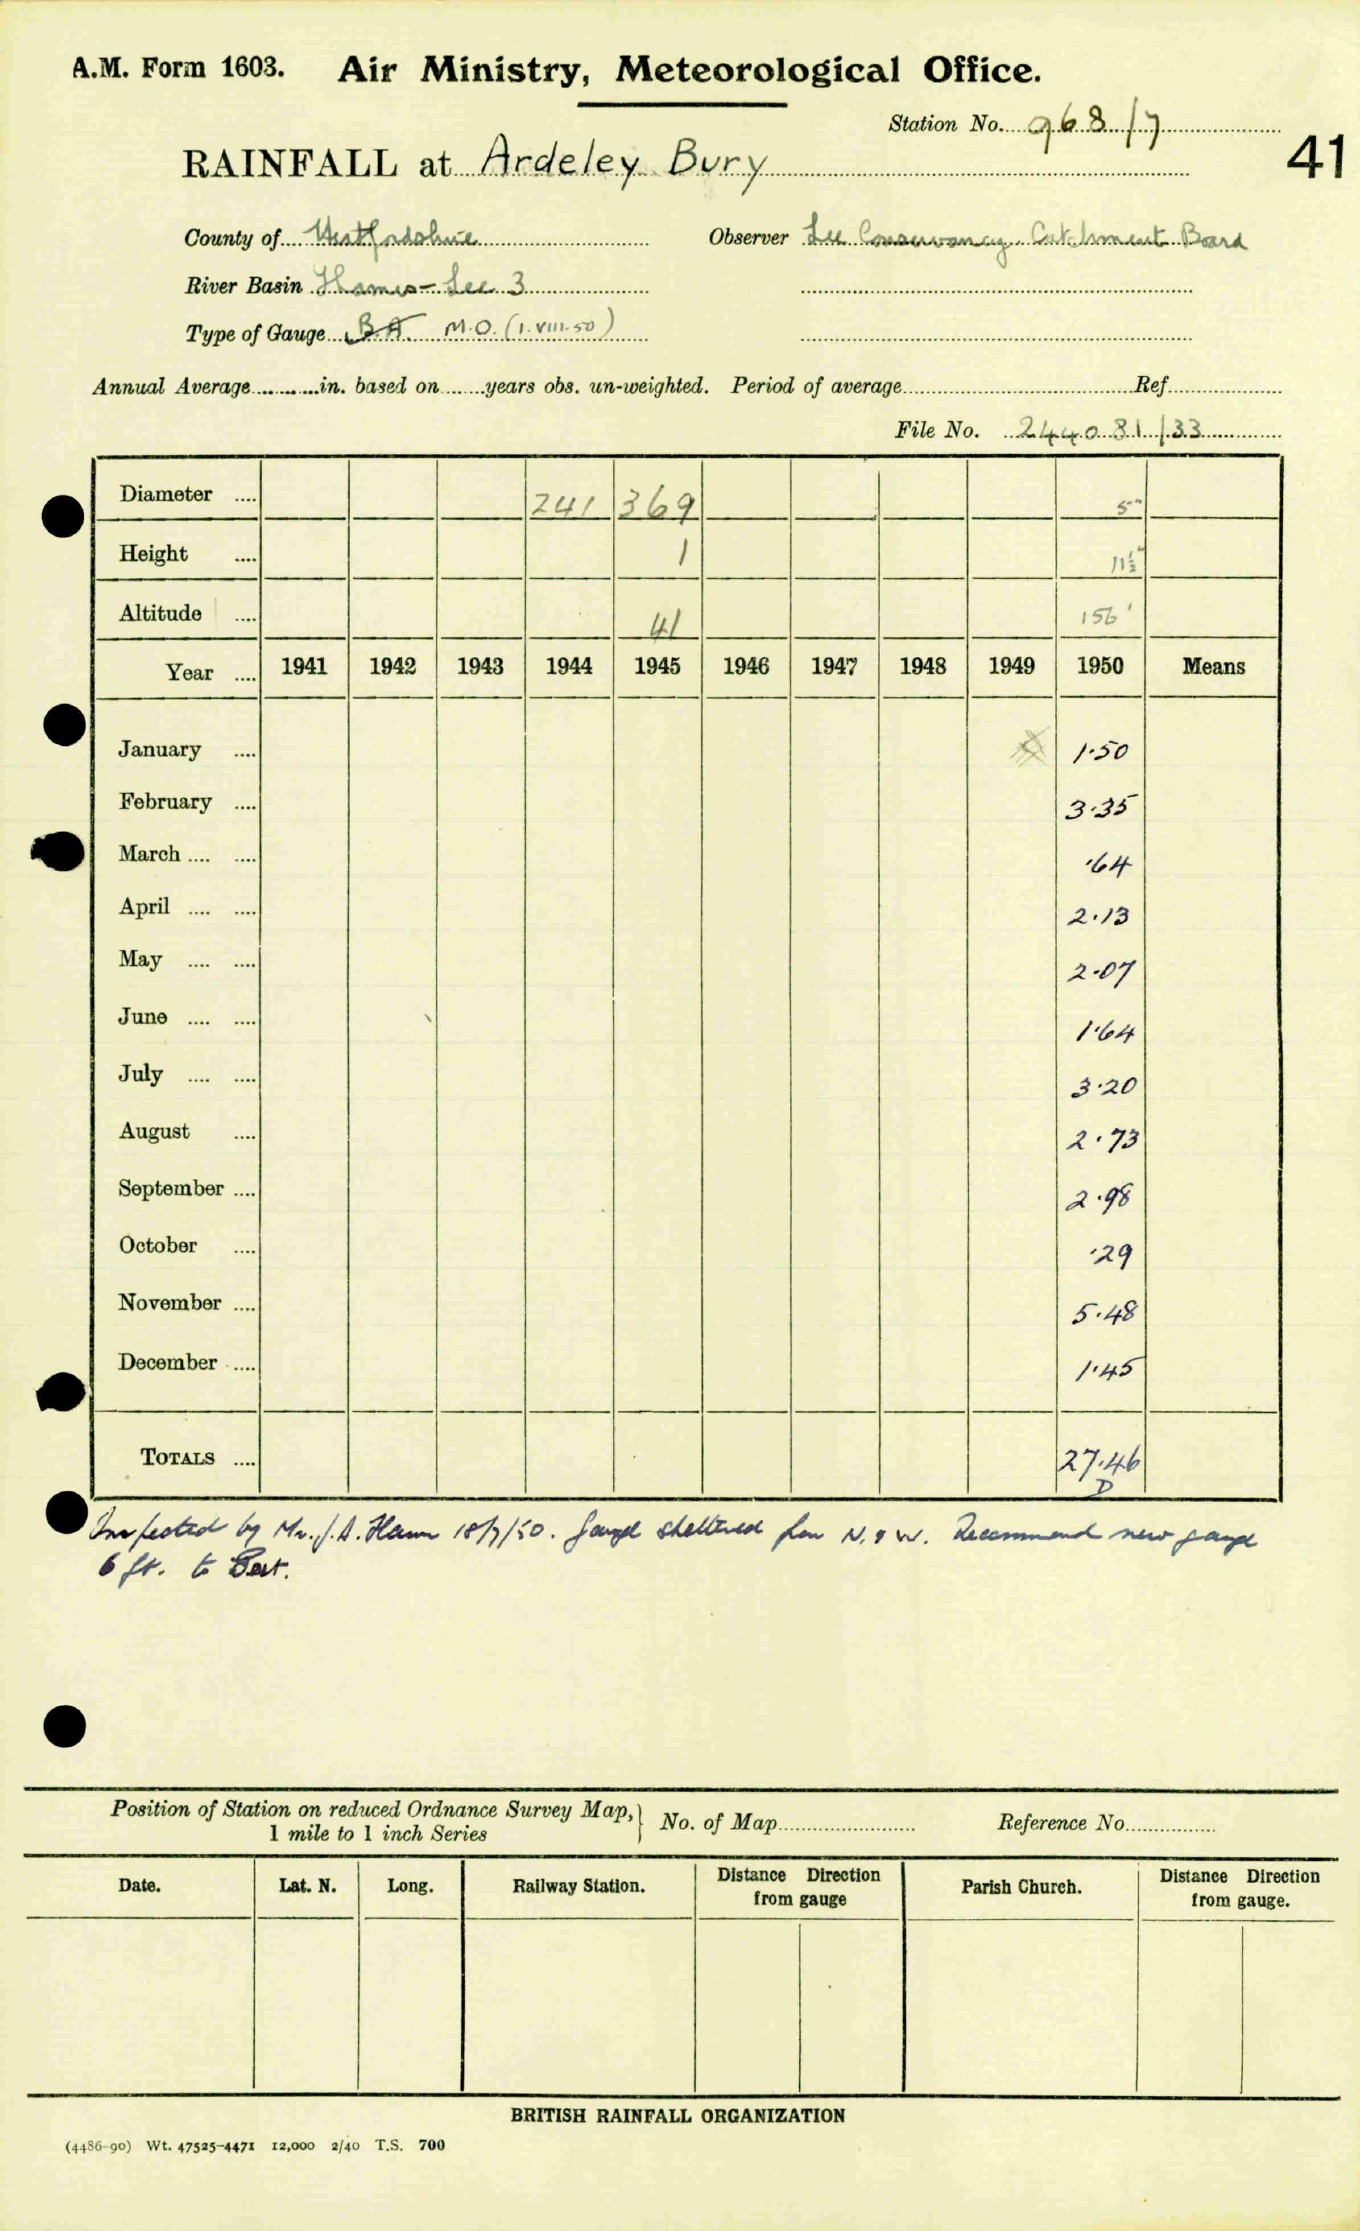 A.M. Form 1603. Air Ministry, Meteorological Office.
Station No. 968/7
41
RAINFALL at Ardeley Bury
County of Hertfordshire Observer Lee Conservancy Catchment Board
River Basin Thames-Lee 3
Type of Gauge B.A. M.O. (1.VIII.50)
Annual Average..........in. based on.......years obs. un-weighted. Period of average Ref
File No. 244081/33
Diameter .... 241 369 5"
Height .... 1 11½"
Altitude .... 41 156'
Year .... 1941 1942 1943 1944 1945 1946 1947 1948 1949 1950 Means
January .... 1.50
February .... 3.35
March .... .... .64
April .... .... 2.13
May .... .... 2.07
June .... .... 1.64
July .... .... 3.20
August .... 2.73
September .... 2.98
October .... .29
November .... 5.48
December .... 1.45
TOTALS .... 27.46
D
Inspected by Mr. J. A. 18/7/50. Gauge sheltered from N. & W. Recommend new gauge
6 ft. to
Position of Station on reduced Ordnance Survey Map, } No. of Map Reference No.
1 mile to 1 inch Series
Date. Lat. N. Long. Railway Station. Distance Direction from gauge Parish Church. Distance Direction from gauge.
BRITISH RAINFALL ORGANIZATION
(4486-90) Wt. 47525-4471 12,000 2/40 T.S. 700